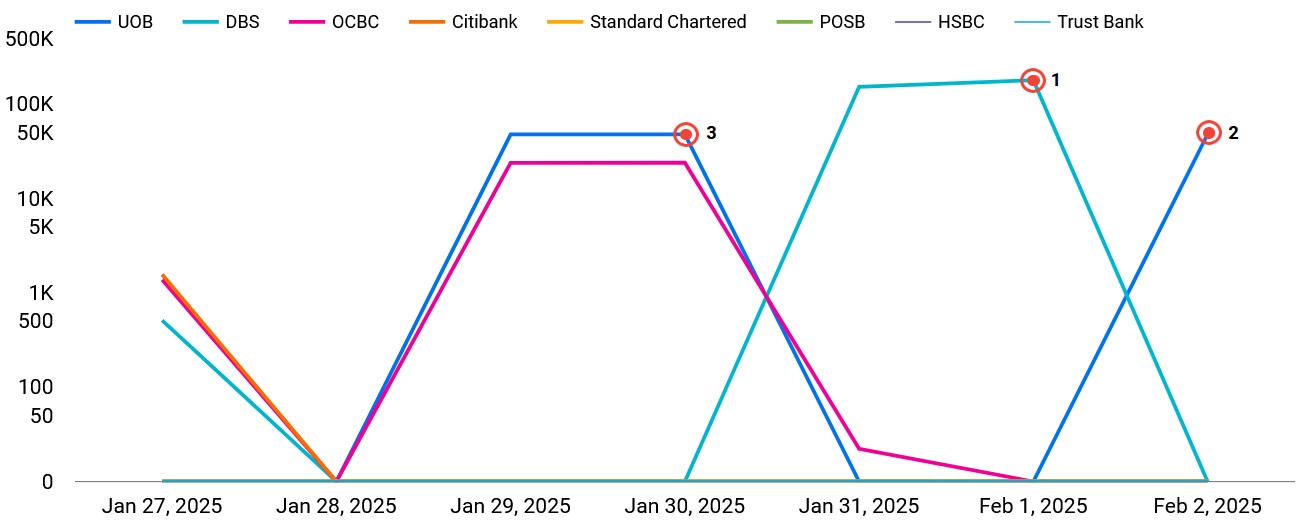 UOB DBS OCBC Citibank Standard Chartered POSB HSBC Trust Bank
500K
100K
50K
10K
5K
1K
500
100
50
0
1
3
2
Jan 27, 2025 Jan 28, 2025 Jan 29, 2025 Jan 30, 2025 Jan 31, 2025 Feb 1, 2025 Feb 2, 2025